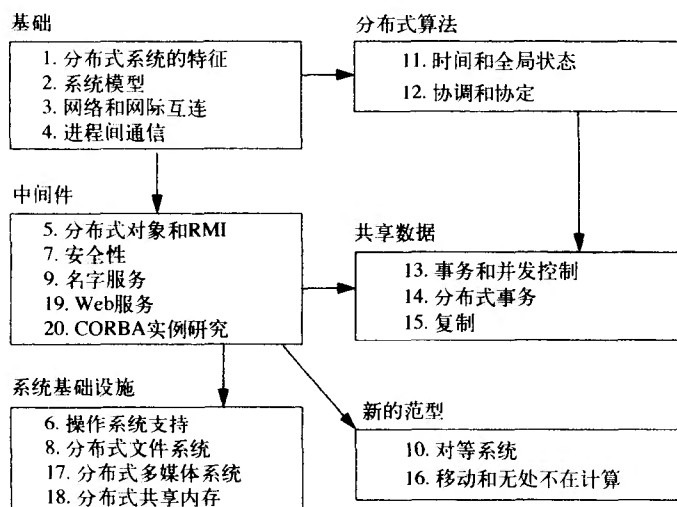 基础
1. 分布式系统的特征
2. 系统模型
3. 网络和网际互连
4. 进程间通信
分布式算法
11. 时间和全局状态
12. 协调和协定
中间件
5. 分布式对象和RMI
7. 安全性
9. 名字服务
19. Web服务
20. CORBA实例研究
共享数据
13. 事务和并发控制
14. 分布式事务
15. 复制
系统基础设施
6. 操作系统支持
8. 分布式文件系统
17. 分布式多媒体系统
18. 分布式共享内存
新的范型
10. 对等系统
16. 移动和无处不在计算